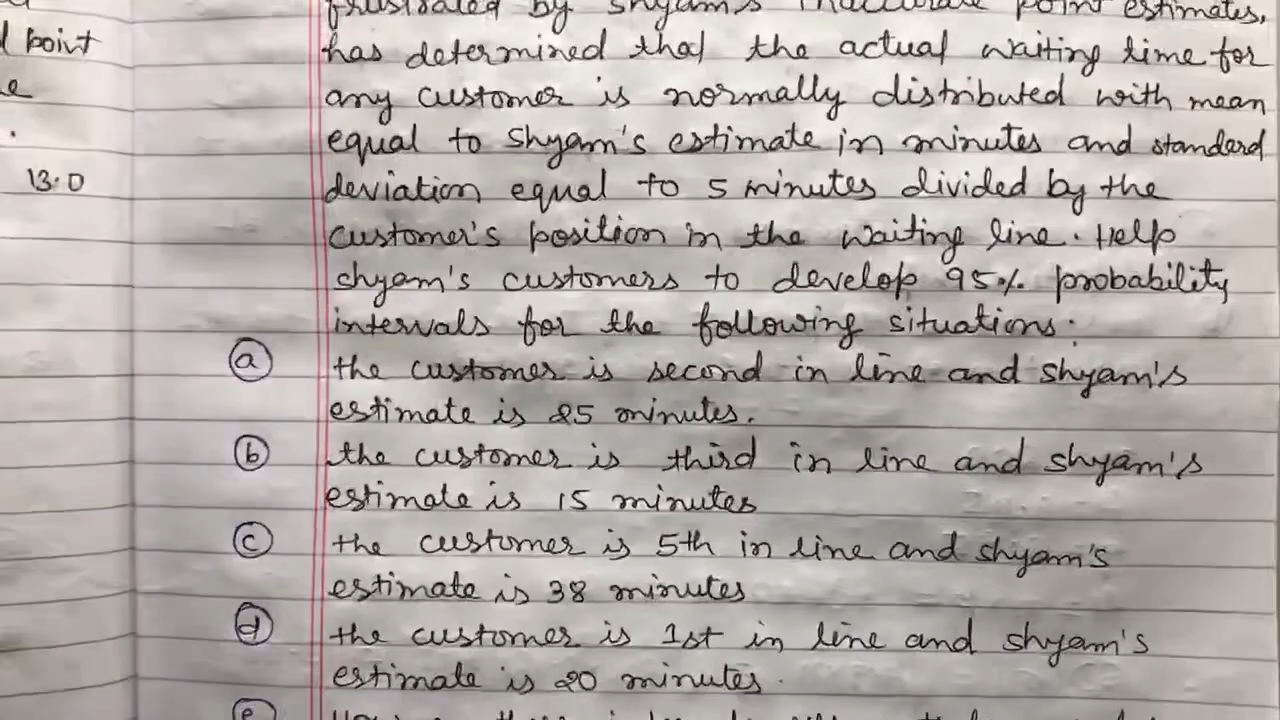 by shyam's point estimates,
point
has determined that the actual waiting time for
any customer is normally distributed with mean
equal to Shyam's estimate in minutes and standard
13.0
deviation equal to 5 minutes divided by the
customer's position in the waiting line. Help
shyam's customers to develop 95% probability
intervals for the following situations.
(a) the customer is second in line and shyam's
estimate is 25 minutes.
(b) the customer is third in line and shyam's
estimate is 15 minutes
(c) the customer is 5th in line and shyam's
estimate is 38 minutes
(d) the customer is 1st in line and shyam's
estimate is 20 minutes.
(e)